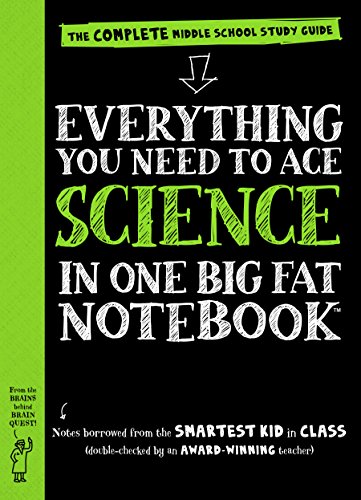 THE COMPLETE MIDDLE SCHOOL STUDY GUIDE
EVERYTHING
YOU NEED TO ACE
SCIENCE
IN ONE BIG FAT
NOTEBOOK™
From the
BRAINS
behind
BRAIN
QUEST!
Notes borrowed from the SMARTEST KID in CLASS
(double-checked by an AWARD-WINNING teacher)